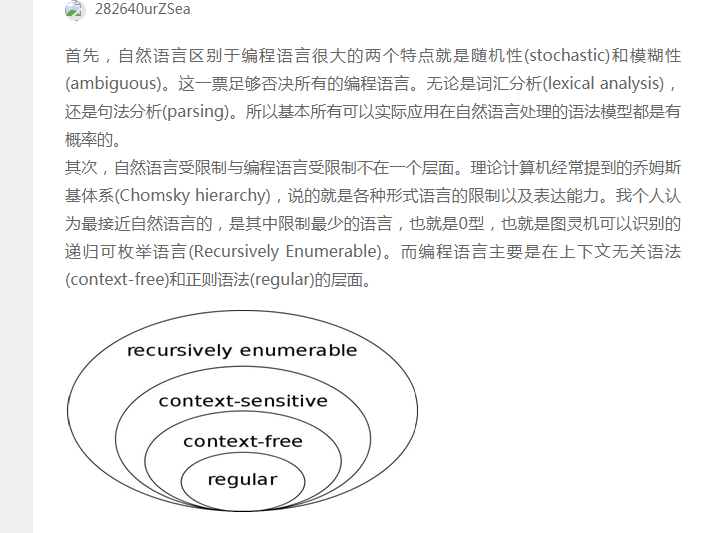 282640urZSea
首先，自然语言区别于编程语言很大的两个特点就是随机性(stochastic)和模糊性
(ambiguous)。这一票足够否决所有的编程语言。无论是词汇分析(lexical analysis)，
还是句法分析(parsing)。所以基本所有可以实际应用在自然语言处理的语法模型都是有
概率的。
其次，自然语言受限制与编程语言受限制不在一个层面。理论计算机经常提到的乔姆斯
基体系(Chomsky hierarchy)，说的就是各种形式语言的限制以及表达能力。我个人认
为最接近自然语言的，是其中限制最少的语言，也就是0型，也就是图灵机可以识别的
递归可枚举语言(Recursively Enumerable)。而编程语言主要是在上下文无关语法
(context-free)和正则语法(regular)的层面。
recursively enumerable
context-sensitive
context-free
regular